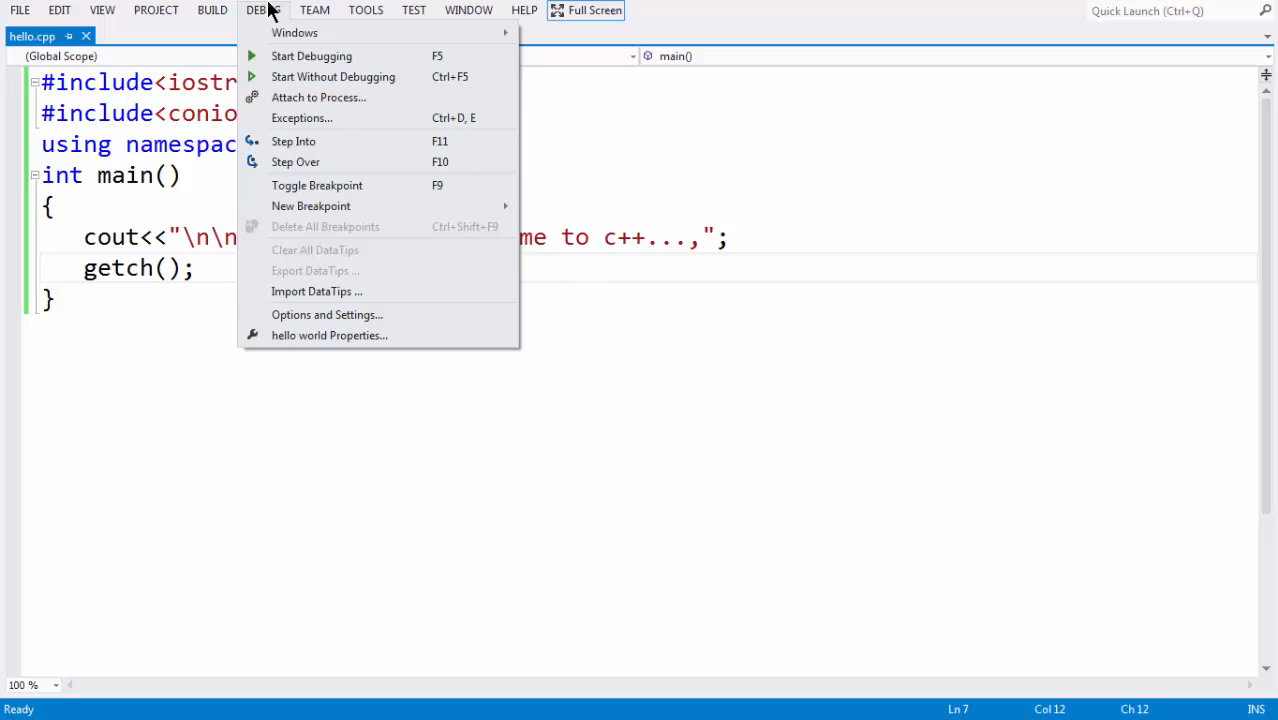 FILE EDIT VIEW PROJECT BUILD TEAM TOOLS TEST WINDOW HELP Full Screen Quick Launch (Ctrl+Q)
hello.cpp
(Global Scope) main()
Windows
Start Debugging F5
Start Without Debugging Ctrl+F5
Attach to Process...
Exceptions... Ctrl+D, E
Step Into F11
Step Over F10
Toggle Breakpoint F9
New Breakpoint
Delete All Breakpoints Ctrl+Shift+F9
Clear All DataTips
Export DataTips ...
Import DataTips ...
Options and Settings...
hello world Properties...
#include<iostr
#include<conio
using namespac
int main()
{
cout<<"\n\n me to c++...,";
getch();
}
100 %
Ready Ln 7 Col 12 Ch 12 INS